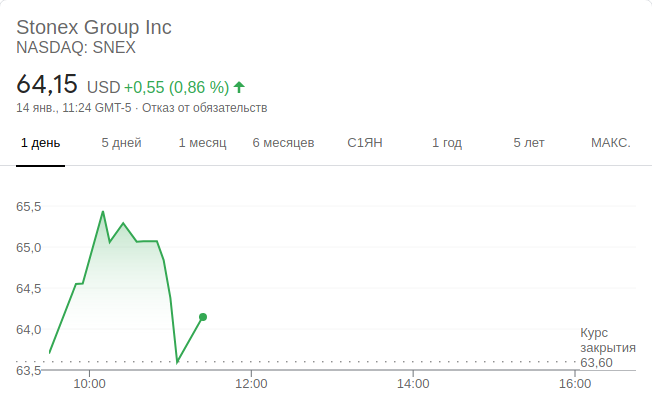 Stonex Group Inc
NASDAQ: SNEX
64,15 USD +0,55 (0,86 %)
14 янв., 11:24 GMT-5 · Отказ от обязательств
1 день 5 дней 1 месяц 6 месяцев С1ЯН 1 год 5 лет МАКС.
65,5
65,0
64,5
64,0
63,5
Курс
закрытия
63,60
10:00 12:00 14:00 16:00